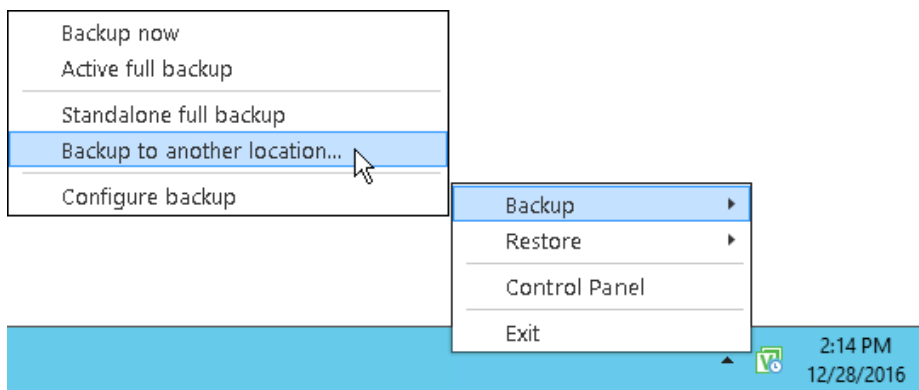 Backup now
Active full backup
Standalone full backup
Backup to another location...
Configure backup
Backup
Restore
Control Panel
Exit
2:14 PM
12/28/2016